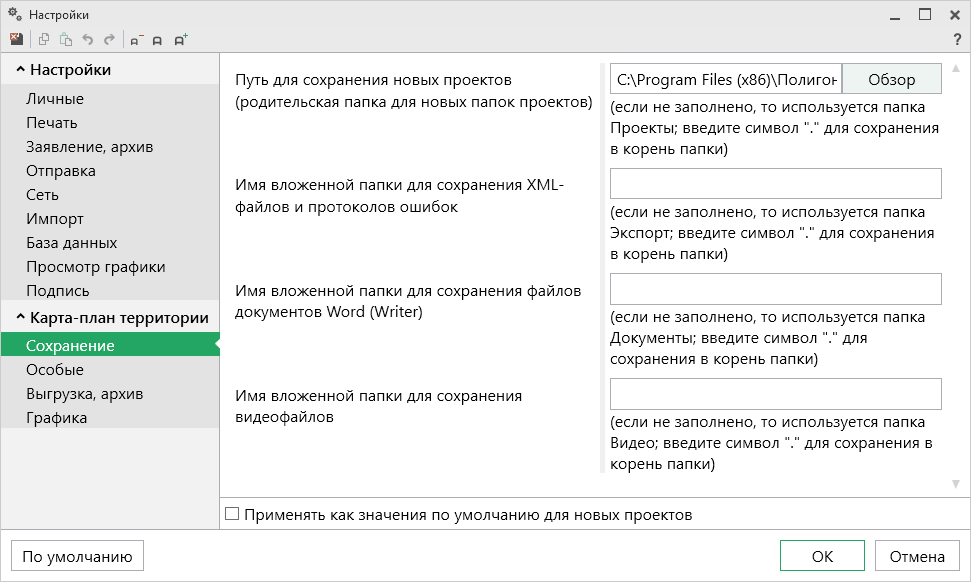 Настройки
?
Настройки
Личные
Печать
Заявление, архив
Отправка
Сеть
Импорт
База данных
Просмотр графики
Подпись
Карта-план территории
Сохранение
Особые
Выгрузка, архив
Графика
Путь для сохранения новых проектов
(родительская папка для новых папок проектов)
C:\Program Files (x86)\Полигон
Обзор
(если не заполнено, то используется папка
Проекты; введите символ "." для сохранения
в корень папки)
Имя вложенной папки для сохранения XML-
файлов и протоколов ошибок
(если не заполнено, то используется папка
Экспорт; введите символ "." для сохранения
в корень папки)
Имя вложенной папки для сохранения файлов
документов Word (Writer)
(если не заполнено, то используется папка
Документы; введите символ "." для
сохранения в корень папки)
Имя вложенной папки для сохранения
видеофайлов
(если не заполнено, то используется папка
Видео; введите символ "." для сохранения в
корень папки)
Применять как значения по умолчанию для новых проектов
По умолчанию
ОК
Отмена